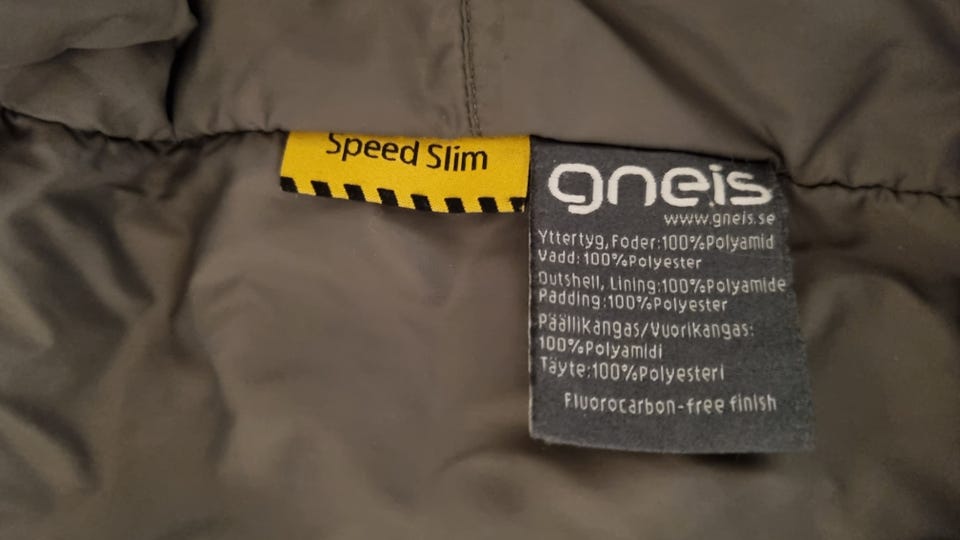 Speed Slim
gneis
www.gneis.se
Yttertyg,Foder:100%Polyamid
Vadd:100%Polyester
Outshell, Lining:100%Polyamide
Padding:100%Polyester
Päällikangas/Vuorikangas:
100%Polyamidi
Täyte:100%Polyesteri
Fluorocarbon-free finish